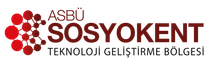 ASBÜ
SOSYOKENT
TEKNOLOJİ GELİŞTİRME BÖLGESİ